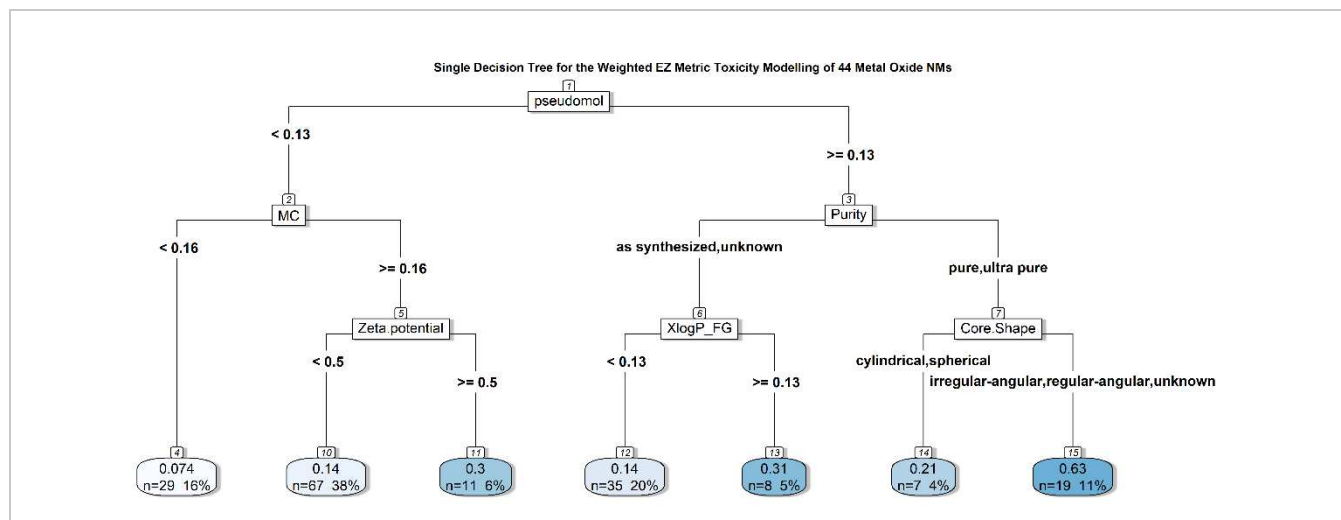 Single Decision Tree for the Weighted EZ Metric Toxicity Modelling of 44 Metal Oxide NMs
1
pseudomol
< 0.13
>= 0.13
2
MC
3
Purity
< 0.16
>= 0.16
as synthesized,unknown
pure,ultra pure
5
Zeta.potential
6
XlogP_FG
7
Core.Shape
< 0.5
>= 0.5
< 0.13
>= 0.13
cylindrical,spherical
irregular-angular,regular-angular,unknown
4
0.074
n=29 16%
10
0.14
n=67 38%
11
0.3
n=11 6%
12
0.14
n=35 20%
13
0.31
n=8 5%
14
0.21
n=7 4%
15
0.63
n=19 11%